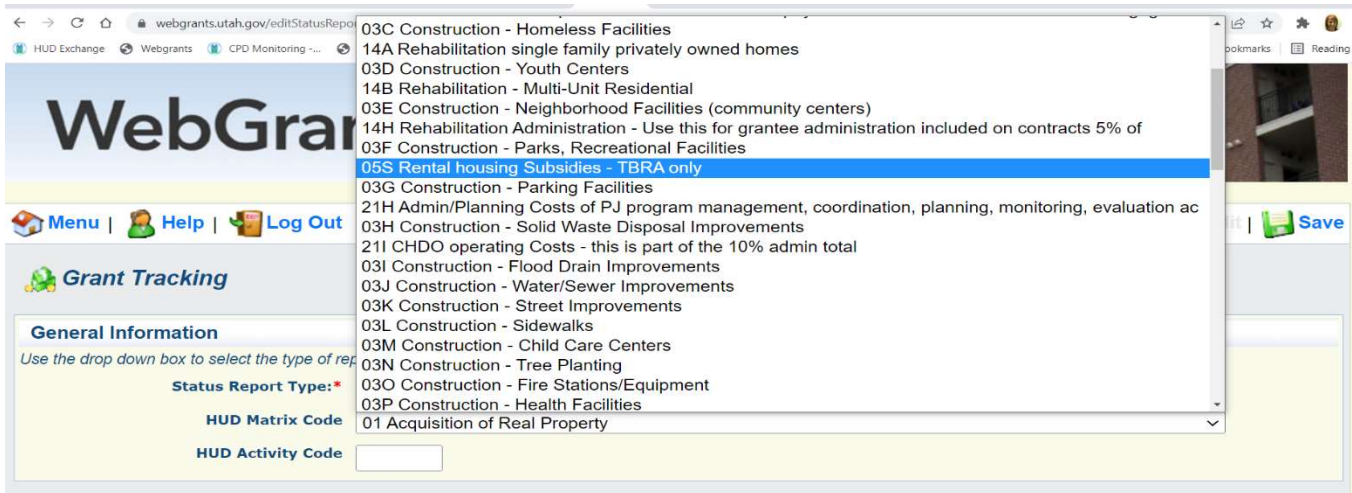 webgrants.utah.gov/editStatusRepo
HUD Exchange Webgrants CPD Monitoring -... ookmarks Reading
WebGrar
Menu | Help | Log Out | Save
Grant Tracking
General Information
Use the drop down box to select the type of rep
Status Report Type:*
03C Construction - Homeless Facilities
14A Rehabilitation single family privately owned homes
03D Construction - Youth Centers
14B Rehabilitation - Multi-Unit Residential
03E Construction - Neighborhood Facilities (community centers)
14H Rehabilitation Administration - Use this for grantee administration included on contracts 5% of
03F Construction - Parks, Recreational Facilities
05S Rental housing Subsidies - TBRA only
03G Construction - Parking Facilities
21H Admin/Planning Costs of PJ program management, coordination, planning, monitoring, evaluation ac
03H Construction - Solid Waste Disposal Improvements
21I CHDO operating Costs - this is part of the 10% admin total
03I Construction - Flood Drain Improvements
03J Construction - Water/Sewer Improvements
03K Construction - Street Improvements
03L Construction - Sidewalks
03M Construction - Child Care Centers
03N Construction - Tree Planting
03O Construction - Fire Stations/Equipment
03P Construction - Health Facilities
HUD Matrix Code 01 Acquisition of Real Property
HUD Activity Code